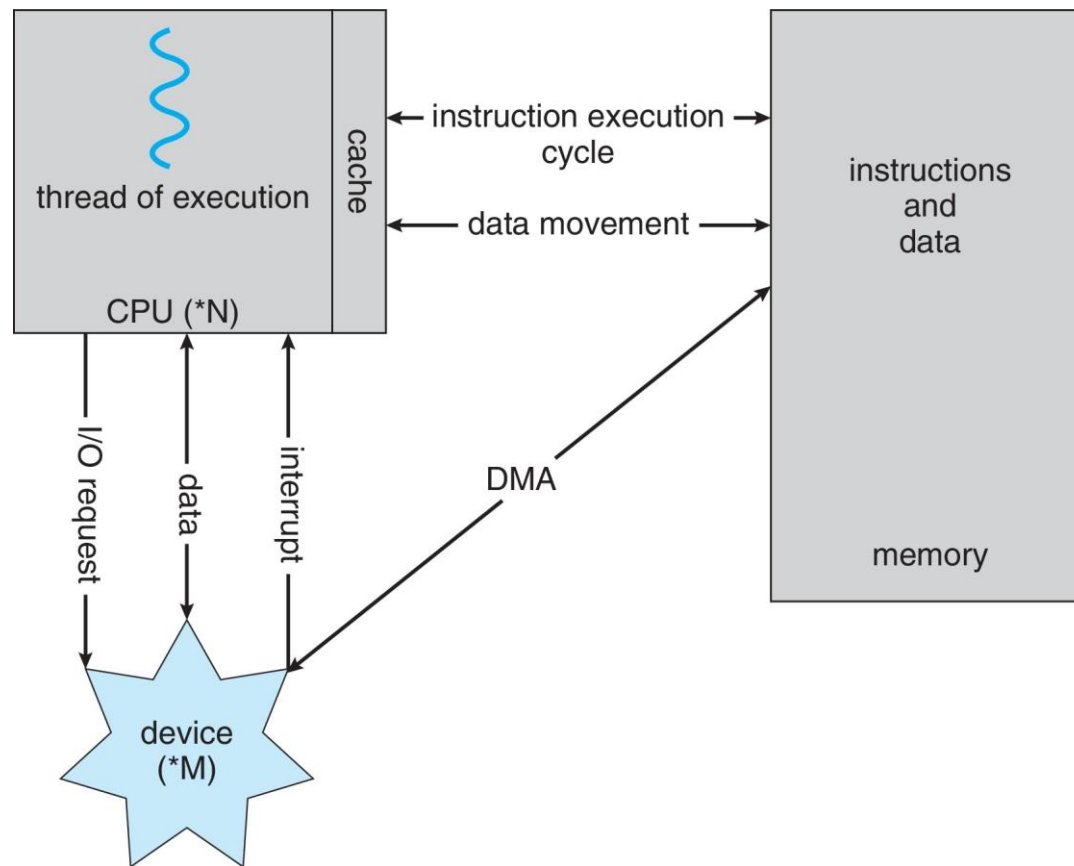 thread of execution
cache
CPU (*N)
instruction execution
cycle
data movement
instructions
and
data
memory
I/O request
data
interrupt
DMA
device
(*M)